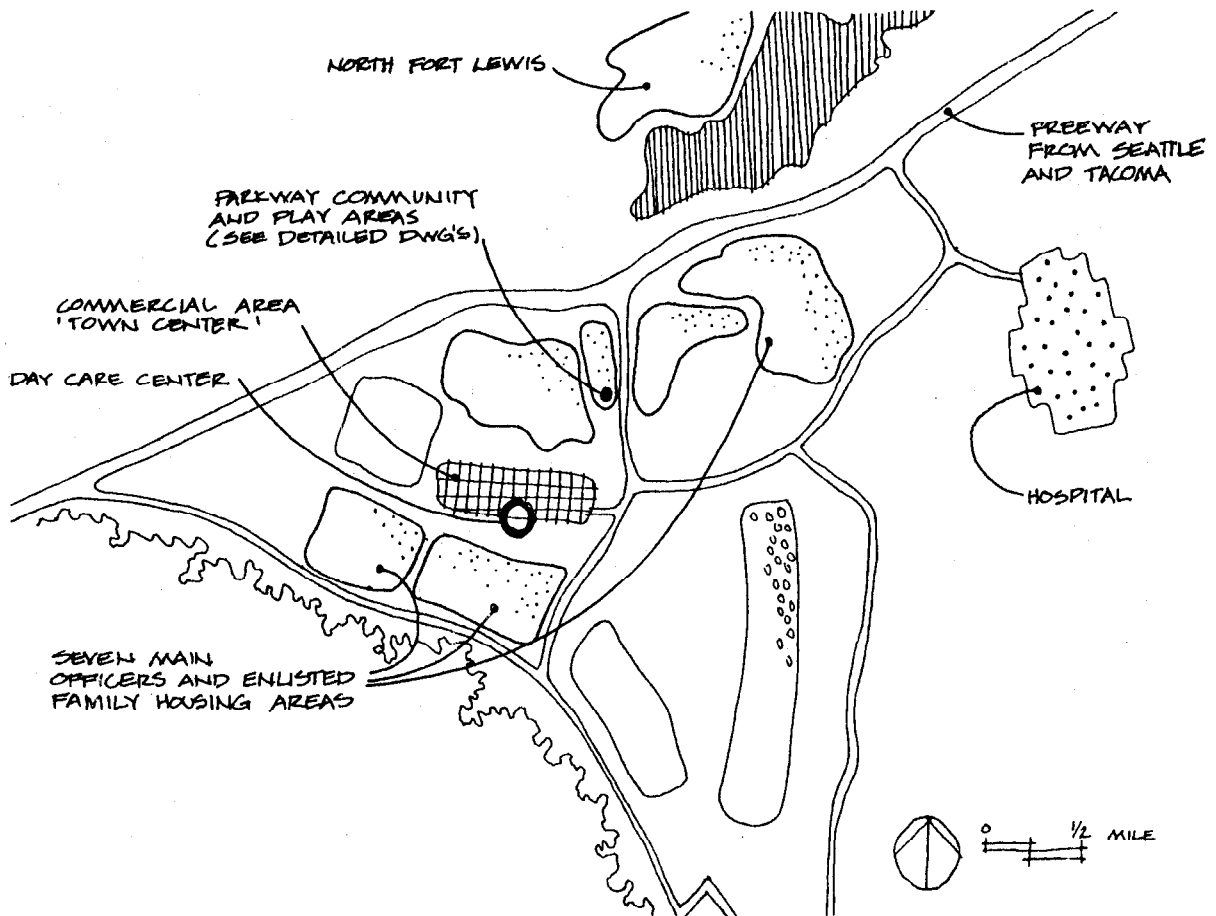 NORTH FORT LEWIS
FREEWAY
FROM SEATTLE
AND TACOMA
PARKWAY COMMUNITY
AND PLAY AREAS
(SEE DETAILED DWG'S)
COMMERCIAL AREA
'TOWN CENTER'
DAY CARE CENTER
HOSPITAL
SEVEN MAIN
OFFICERS AND ENLISTED
FAMILY HOUSING AREAS
0 1/2 MILE